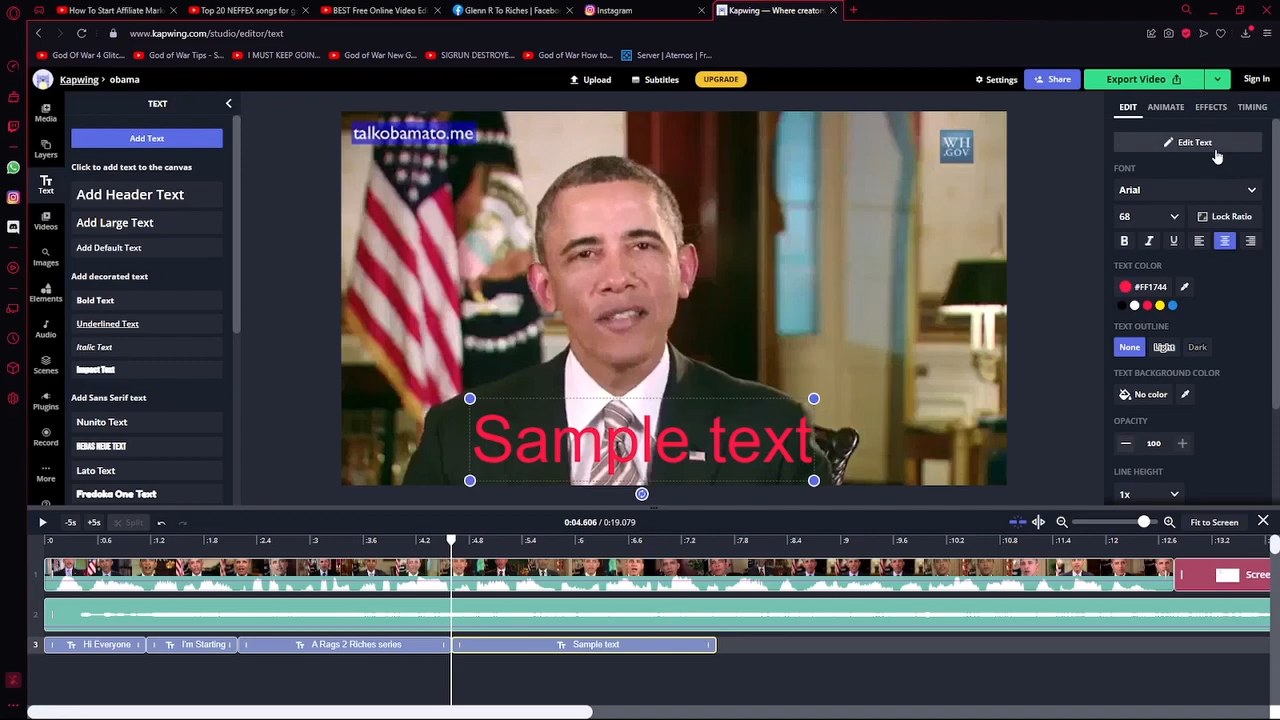 How To Start Affiliate Mark
Top 20 NEFFEX songs for g
BEST Free Online Video Edi
Glenn R To Riches | Facebo
Instagram
Kapwing — Where creator
www.kapwing.com/studio/editor/text
God Of War 4 Glitc...
God of War Tips - S...
I MUST KEEP GOIN...
God of War New G...
SIGRUN DESTROYE...
God Of War How to...
Server | Aternos | Fr...
Kapwing > obama
Upload
Subtitles
UPGRADE
Settings
Share
Export Video
Sign In
Media
Layers
Text
Videos
Images
Elements
Audio
Scenes
Plugins
Record
More
TEXT
Add Text
Click to add text to the canvas
Add Header Text
Add Large Text
Add Default Text
Add decorated text
Bold Text
Underlined Text
Italic Text
Impact Text
Add Sans Serif text
Nunito Text
BEBAS NEUE TEXT
Lato Text
Fredoka One Text
talkobamato.me
WH
.GOV
Sample text
EDIT
ANIMATE
EFFECTS
TIMING
Edit Text
FONT
Arial
68
Lock Ratio
B
I
U
TEXT COLOR
#FF1744
TEXT OUTLINE
None
Light
Dark
TEXT BACKGROUND COLOR
No color
OPACITY
100
LINE HEIGHT
1x
-5s
+5s
Split
0:04.606 / 0:19.079
Fit to Screen
:0 :0.6 :1.2 :1.8 :2.4 :3 :3.6 :4.2 :4.8 :5.4 :6 :6.6 :7.2 :7.8 :8.4 :9 :9.6 :10.2 :10.8 :11.4 :12 :12.6 :13.2
1
Scree
2
3
Hi Everyone
I'm Starting
A Rags 2 Riches series
Sample text